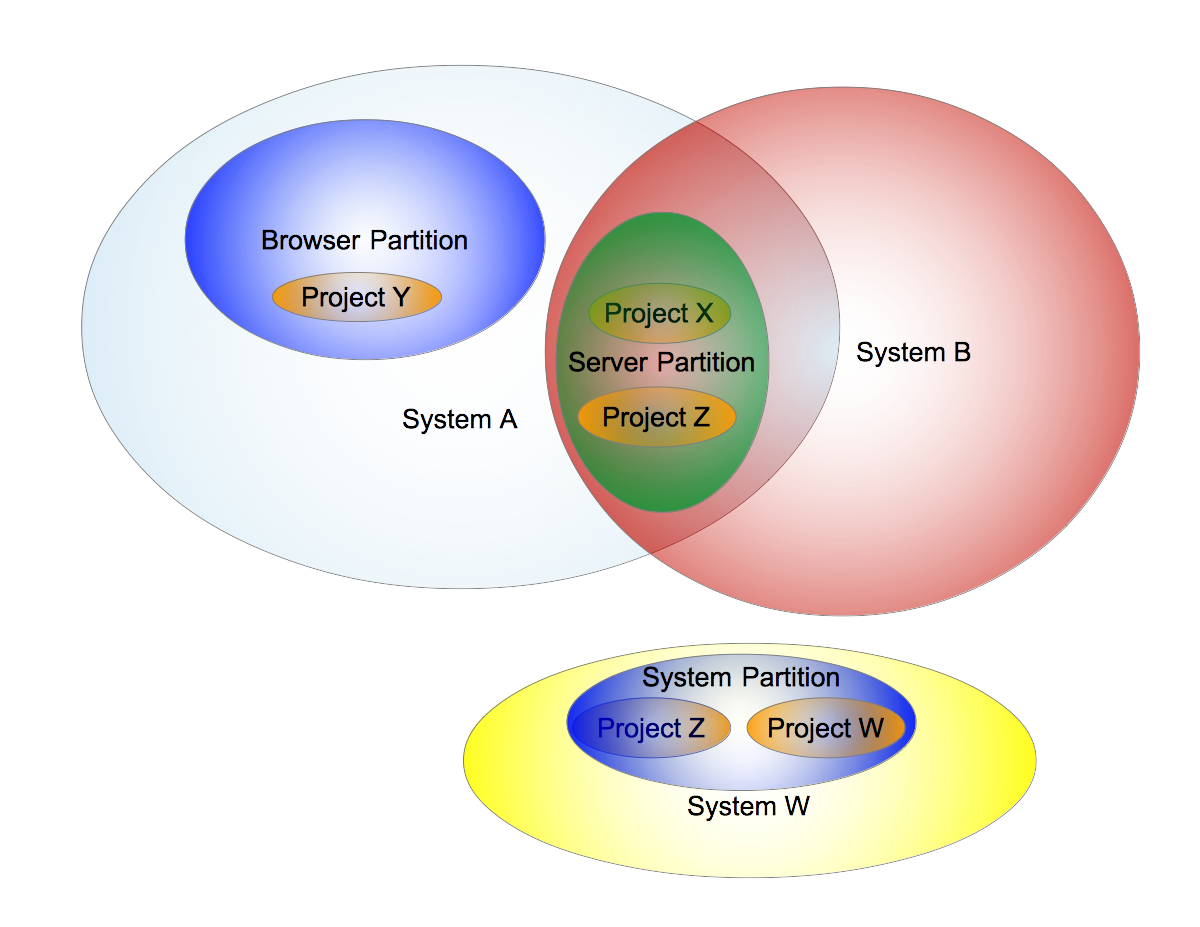 Browser Partition
Project Y
Project X
Server Partition
System B
System A
Project Z
System Partition
Project Z
Project W
System W